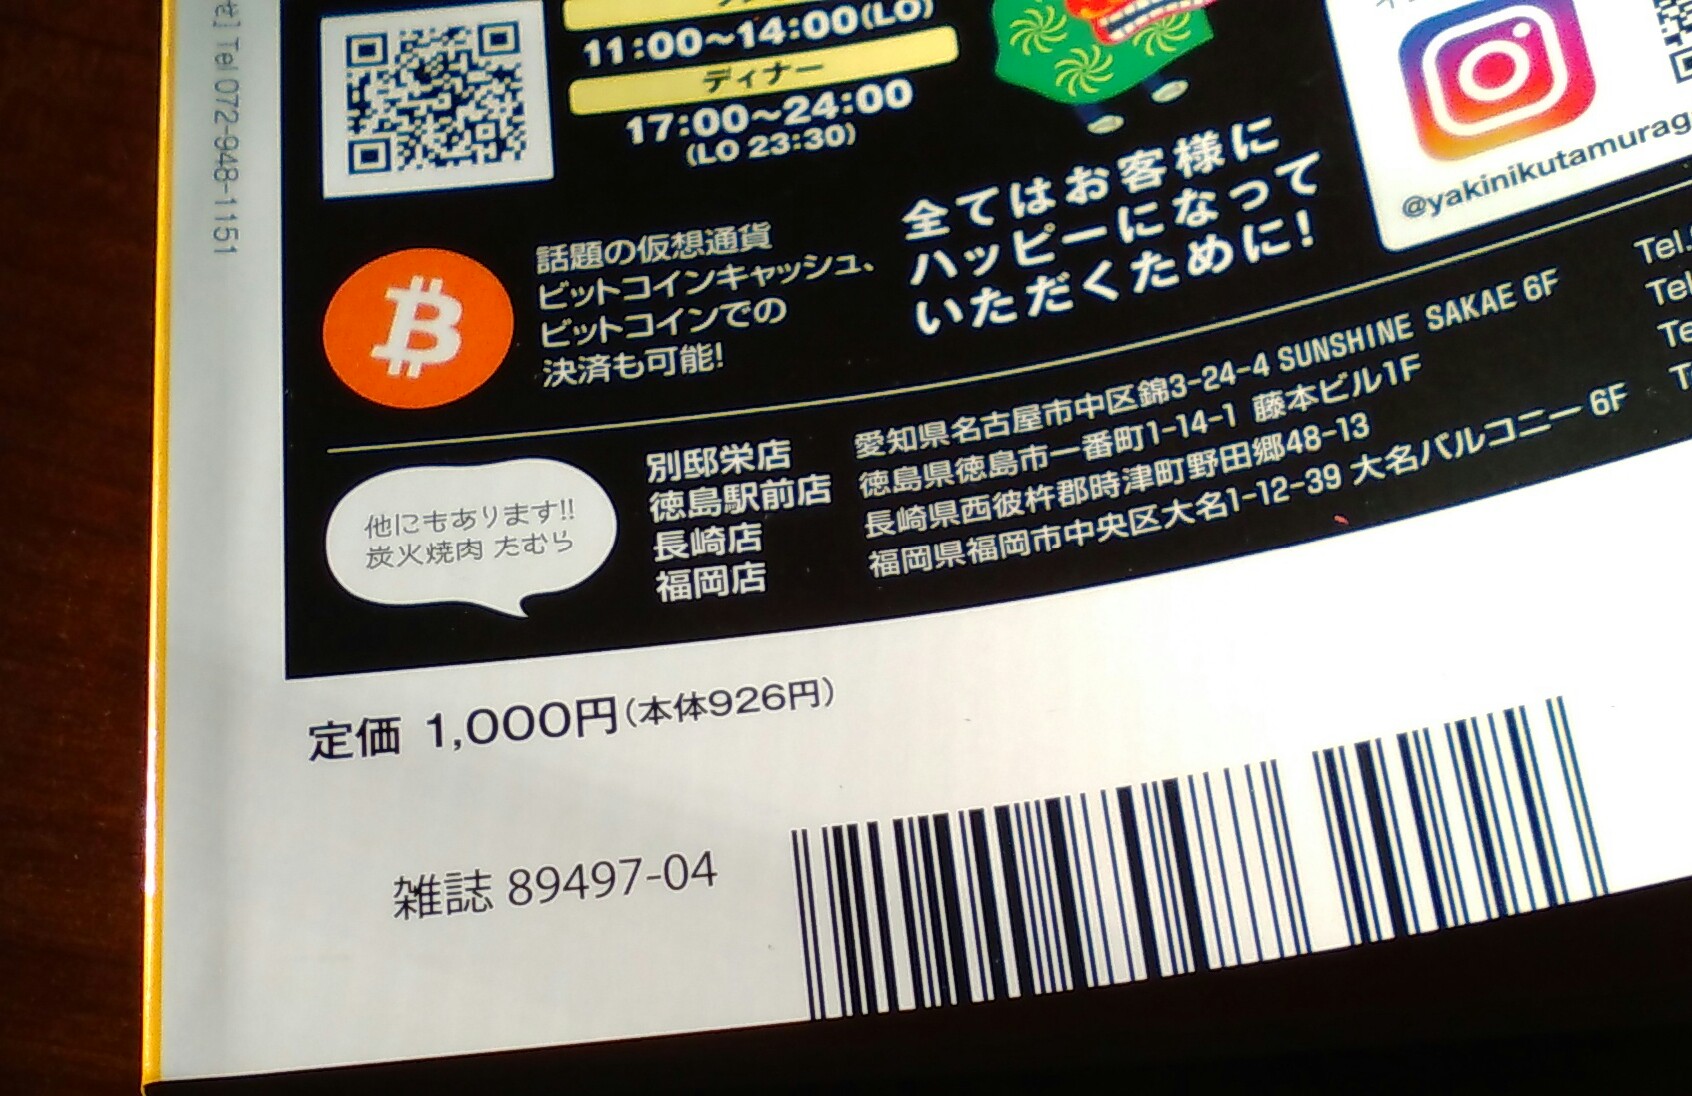 せ］Tel 072-948-1151
11:00～14:00(LO)
ディナー
17:00～24:00
(LO 23:30)
話題の仮想通貨
ビットコインキャッシュ、
ビットコインでの
決済も可能!
全てはお客様に
ハッピーになって
いただくために!
@yakinikutamurag
他にもあります!!
炭火焼肉 たむら
別邸栄店 愛知県名古屋市中区錦3-24-4 SUNSHINE SAKAE 6F Tel.
徳島駅前店 徳島県徳島市一番町1-14-1 藤本ビル1F Tel
長崎店 長崎県西彼杵郡時津町野田郷48-13
福岡店 福岡県福岡市中央区大名1-12-39 大名バルコニー 6F
定価 1,000円(本体926円)
雑誌 89497-04